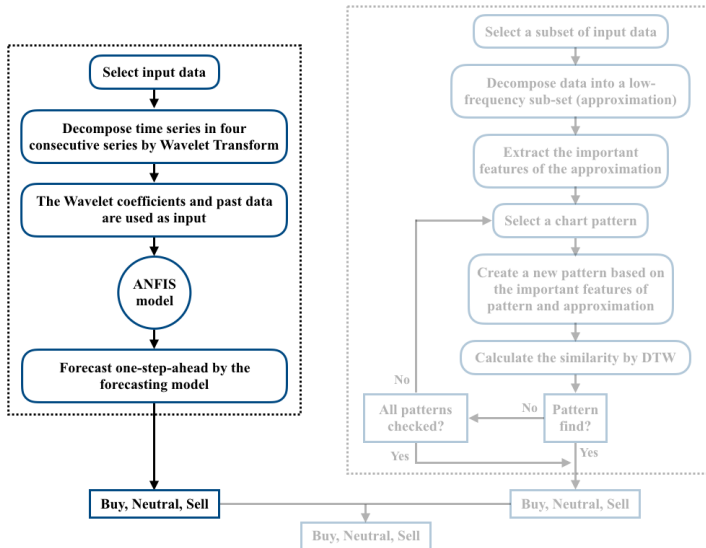 Select input data
Decompose time series in four
consecutive series by Wavelet Transform
The Wavelet coefficients and past data
are used as input
ANFIS
model
Forecast one-step-ahead by the
forecasting model
Buy, Neutral, Sell
Select a subset of input data
Decompose data into a low-
frequency sub-set (approximation)
Extract the important
features of the approximation
Select a chart pattern
Create a new pattern based on
the important features of
pattern and approximation
Calculate the similarity by DTW
No
All patterns
checked?
No
Pattern
find?
Yes
Yes
Buy, Neutral, Sell
Buy, Neutral, Sell